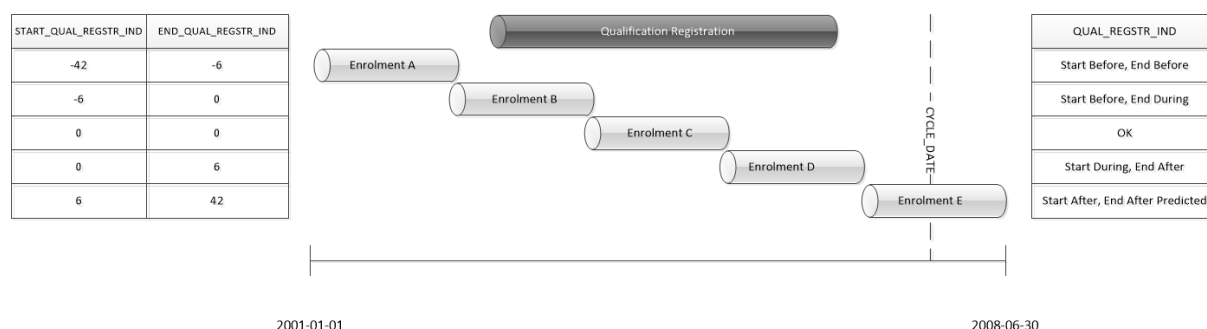 START_QUAL_REGSTR_IND END_QUAL_REGSTR_IND Qualification Registration QUAL_REGSTR_IND
-42 -6 Enrolment A Start Before, End Before
-6 0 Enrolment B Start Before, End During
0 0 Enrolment C OK
0 6 Enrolment D Start During, End After
6 42 Enrolment E Start After, End After Predicted
CYCLE_DATE
2001-01-01 2008-06-30